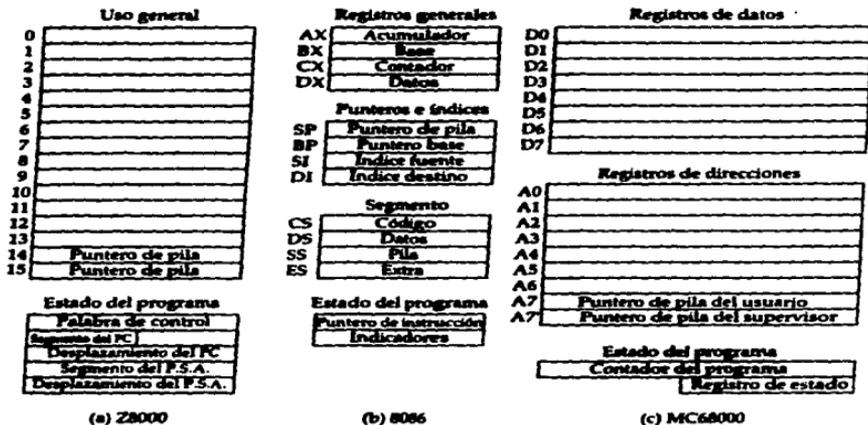 Uso general
0
1
2
3
4
5
6
7
8
9
10
11
12
13
14 Puntero de pila
15 Puntero de pila
Estado del programa
Palabra de control
Segmento del PC
Desplazamiento del PC
Segmento del P.S.A.
Desplazamiento del P.S.A.
(a) Z8000
Registros generales
AX Acumulador
BX Base
CX Contador
DX Datos
Punteros e índices
SP Puntero de pila
BP Puntero base
SI Indice fuente
DI Indice destino
Segmento
CS Código
DS Datos
SS Pila
ES Extra
Estado del programa
Puntero de instrucción
Indicadores
(b) 8086
Registros de datos
D0
D1
D2
D3
D4
D5
D6
D7
Registros de direcciones
A0
A1
A2
A3
A4
A5
A6
A7 Puntero de pila del usuario
A7' Puntero de pila del supervisor
Estado del programa
Contador del programa
Registro de estado
(c) MC68000